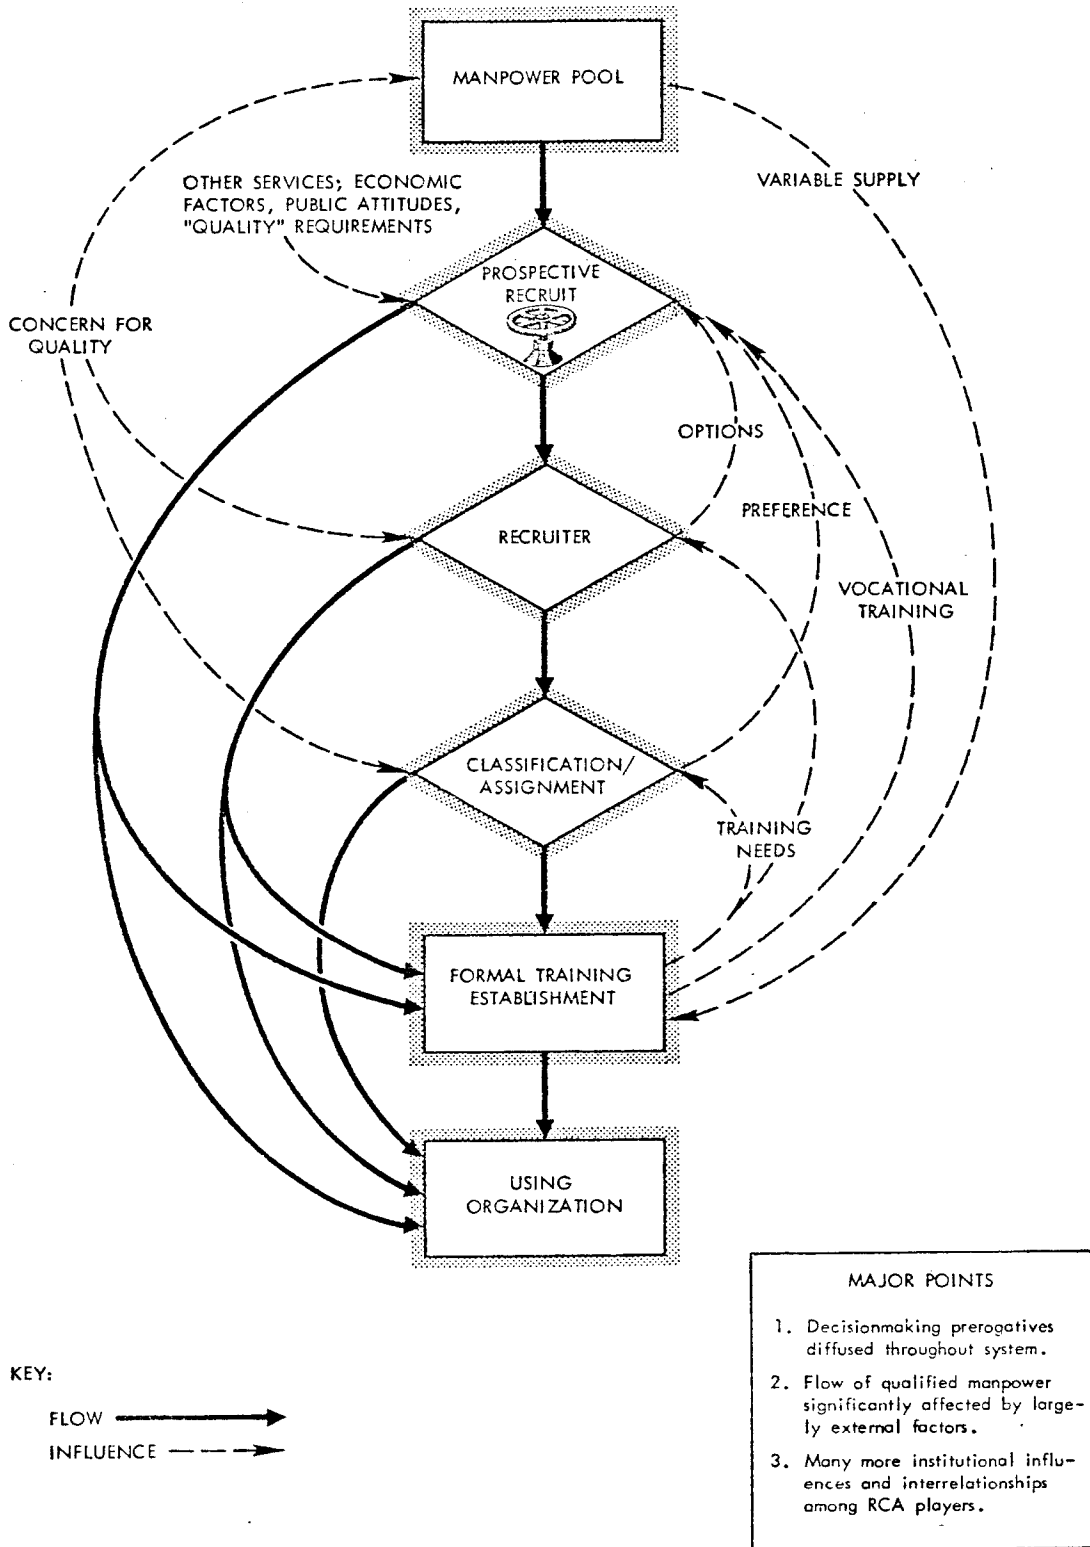 MANPOWER POOL
OTHER SERVICES; ECONOMIC
FACTORS, PUBLIC ATTITUDES,
"QUALITY" REQUIREMENTS
VARIABLE SUPPLY
PROSPECTIVE
RECRUIT
CONCERN FOR
QUALITY
OPTIONS
PREFERENCE
RECRUITER
VOCATIONAL
TRAINING
CLASSIFICATION/
ASSIGNMENT
TRAINING
NEEDS
FORMAL TRAINING
ESTABLISHMENT
USING
ORGANIZATION
KEY:
FLOW
INFLUENCE
MAJOR POINTS
1. Decisionmaking prerogatives
diffused throughout system.
2. Flow of qualified manpower
significantly affected by large-
ly external factors.
3. Many more institutional influ-
ences and interrelationships
among RCA players.